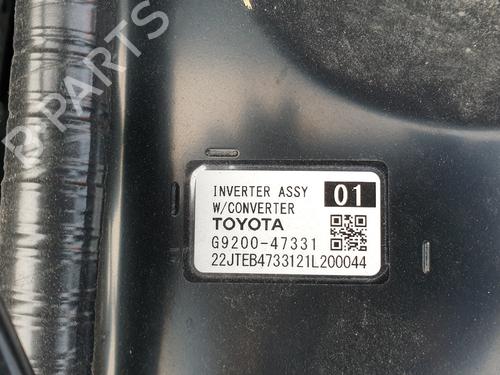 B-PARTS
INVERTER ASSY 01
W/CONVERTER
TOYOTA
G9200-47331
22JTEB4733121L200044